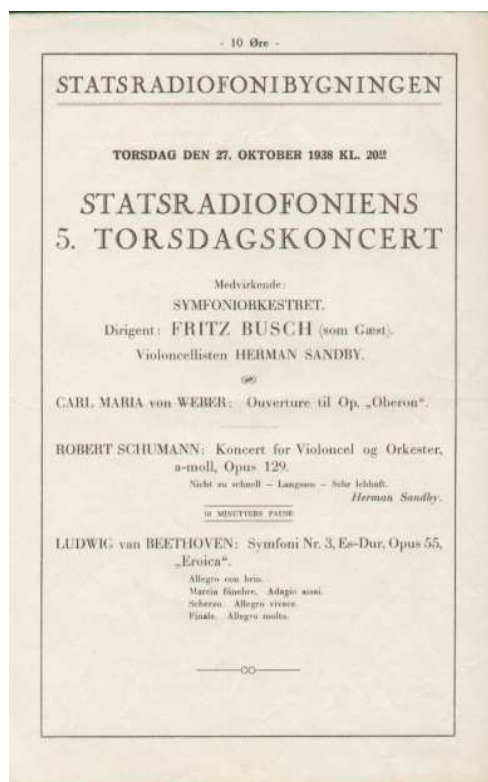 - 10 Øre -
STATSRADIOFONIBYGNINGEN
TORSDAG DEN 27. OKTOBER 1938 KL. 20¹⁰
STATSRADIOFONIENS
5. TORSDAGSKONCERT
Medvirkende:
SYMFONIORKESTRET.
Dirigent: FRITZ BUSCH (som Gæst).
Violoncellisten HERMAN SANDBY.
CARL MARIA von WEBER: Ouverture til Op. „Oberon“.
ROBERT SCHUMANN: Koncert for Violoncel og Orkester,
a-moll, Opus 129.
Nicht zu schnell – Langsam – Sehr lebhaft.
Herman Sandby.
10 MINUTTERS PAUSE
LUDWIG van BEETHOVEN: Symfoni Nr. 3, Es-Dur, Opus 55,
„Eroica“.
Allegro con brio.
Marcia fùnebre. Adagio assai.
Scherzo. Allegro vivace.
Finale. Allegro molto.